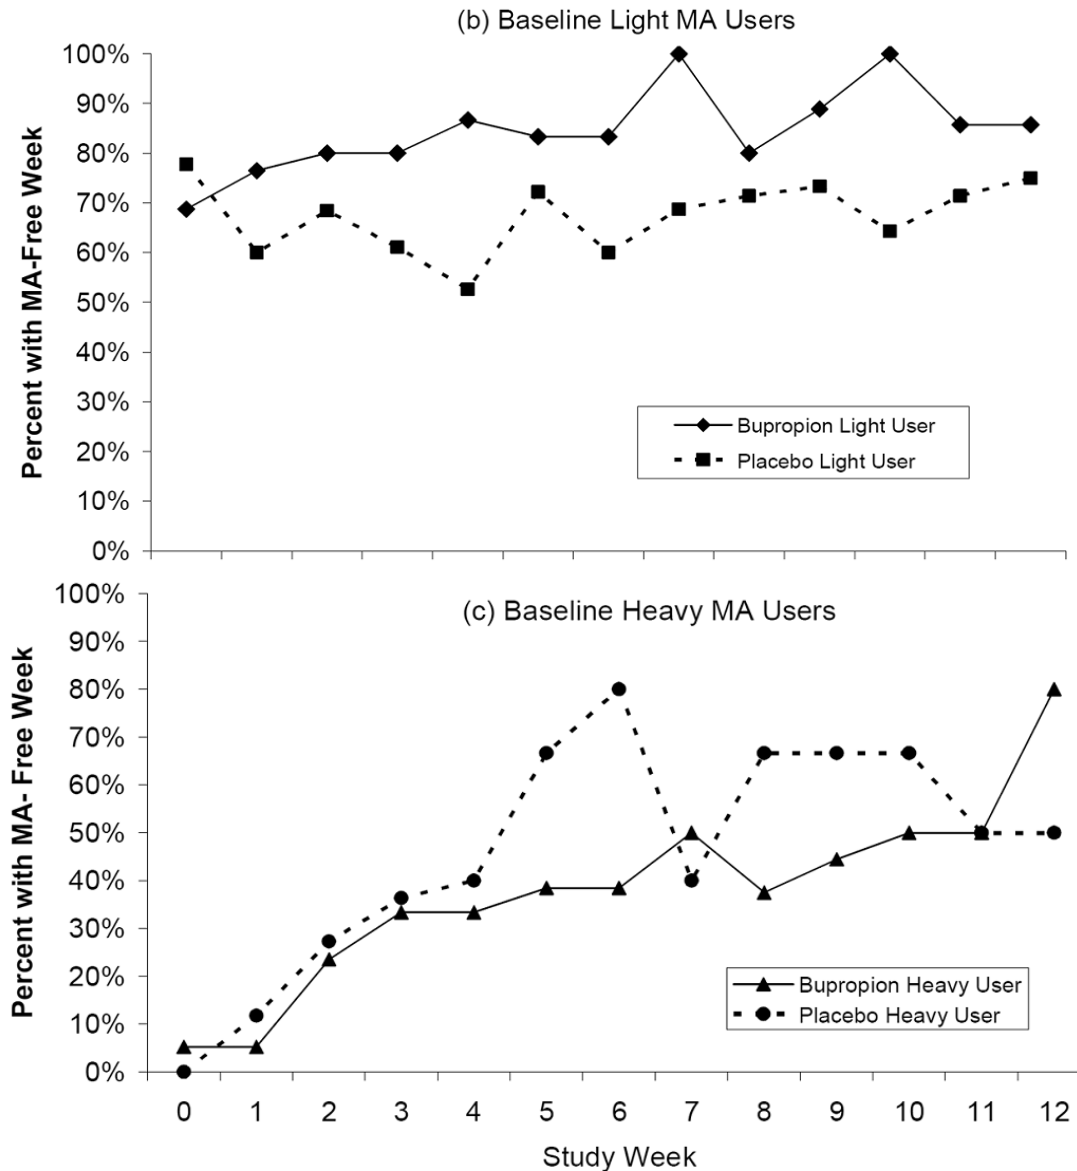 (b) Baseline Light MA Users
Percent with MA-Free Week
100%
90%
80%
70%
60%
50%
40%
30%
20%
10%
0%
Bupropion Light User
Placebo Light User
(c) Baseline Heavy MA Users
Percent with MA- Free Week
100%
90%
80%
70%
60%
50%
40%
30%
20%
10%
0%
Bupropion Heavy User
Placebo Heavy User
0 1 2 3 4 5 6 7 8 9 10 11 12
Study Week